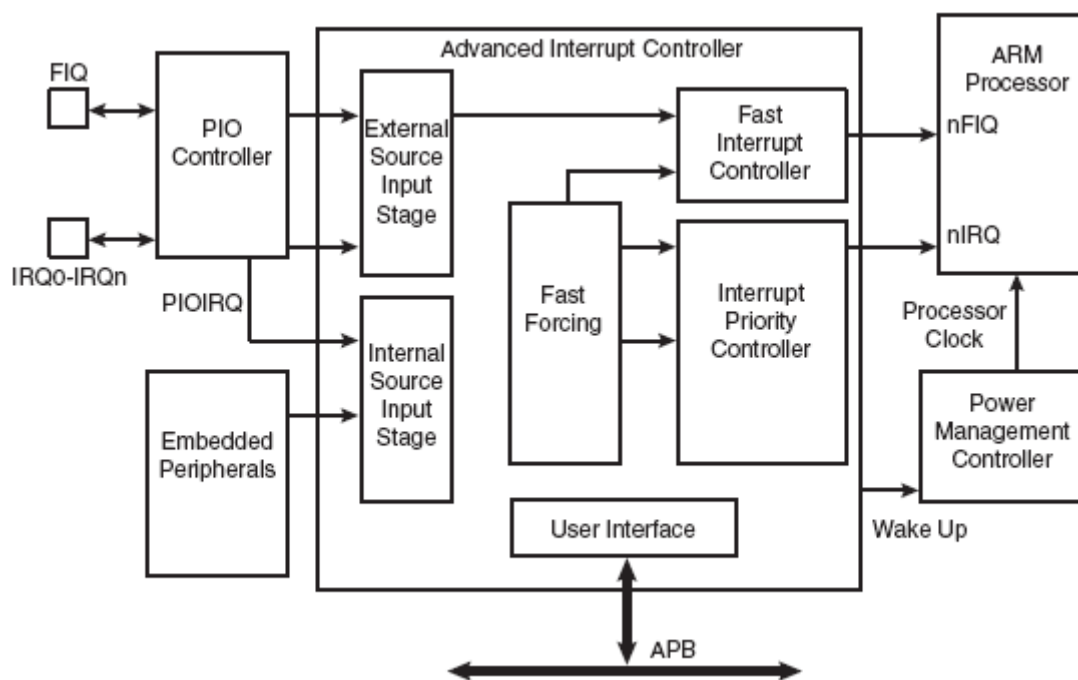 Advanced Interrupt Controller
FIQ
PIO
Controller
IRQ0-IRQn
PIOIRQ
External
Source
Input
Stage
Internal
Source
Input
Stage
Embedded
Peripherals
Fast
Forcing
Fast
Interrupt
Controller
Interrupt
Priority
Controller
User Interface
APB
ARM
Processor
nFIQ
nIRQ
Processor
Clock
Power
Management
Controller
Wake Up